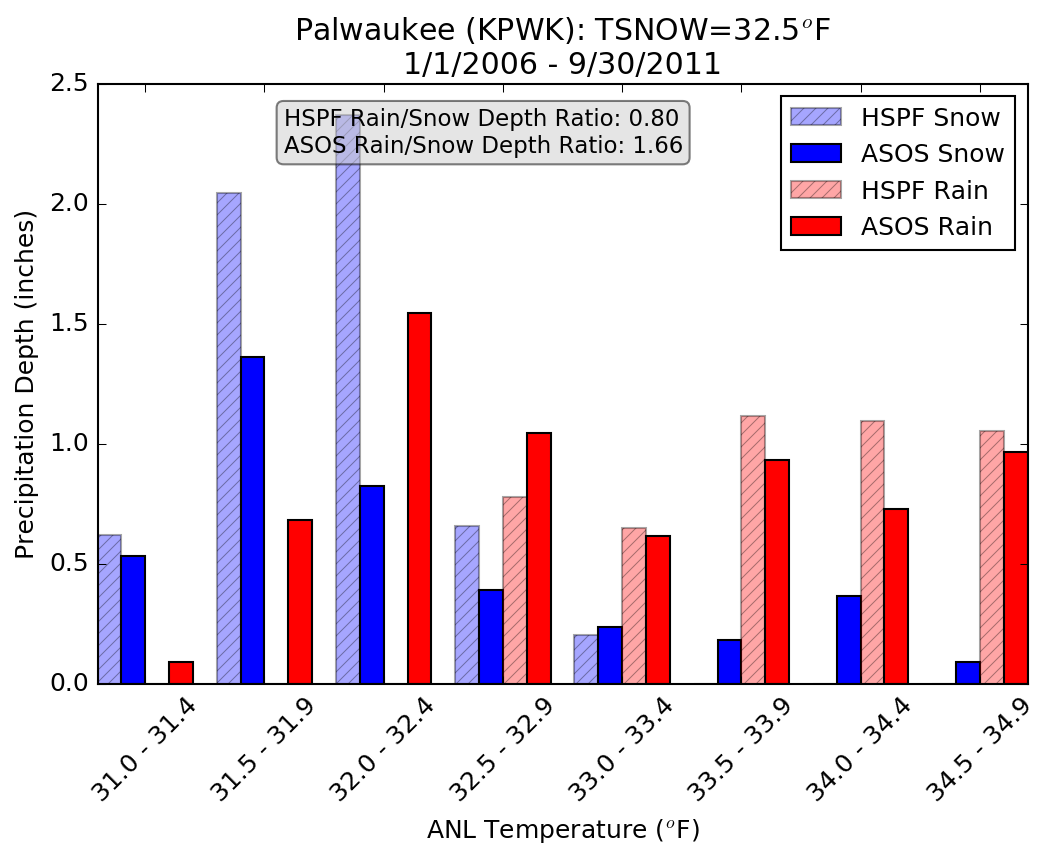 Palwaukee (KPWK): TSNOW=32.5°F
1/1/2006 - 9/30/2011
2.5
2.0
1.5
1.0
0.5
0.0
Precipitation Depth (inches)
HSPF Rain/Snow Depth Ratio: 0.80
ASOS Rain/Snow Depth Ratio: 1.66
HSPF Snow
ASOS Snow
HSPF Rain
ASOS Rain
31.0 - 31.4
31.5 - 31.9
32.0 - 32.4
32.5 - 32.9
33.0 - 33.4
33.5 - 33.9
34.0 - 34.4
34.5 - 34.9
ANL Temperature (°F)